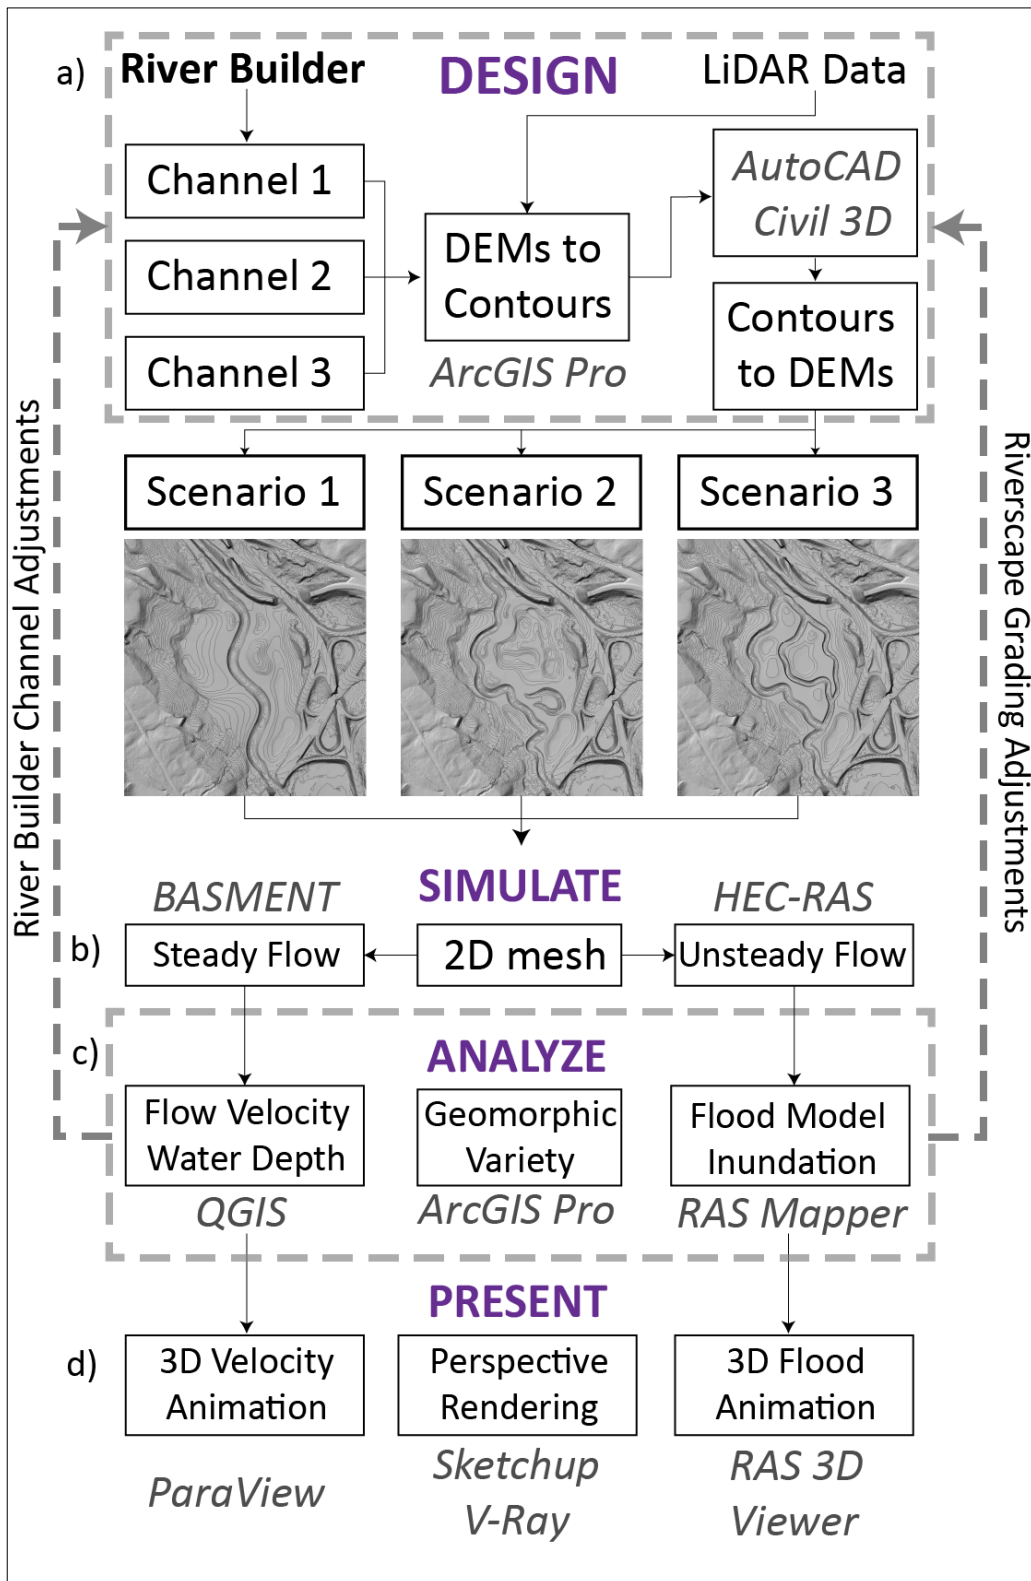 a)
River Builder
DESIGN
LiDAR Data
Channel 1
Channel 2
Channel 3
DEMs to
Contours
ArcGIS Pro
AutoCAD
Civil 3D
Contours
to DEMs
River Builder Channel Adjustments
Riverscape Grading Adjustments
Scenario 1
Scenario 2
Scenario 3
SIMULATE
BASMENT
HEC-RAS
b)
Steady Flow
2D mesh
Unsteady Flow
c)
ANALYZE
Flow Velocity
Water Depth
QGIS
Geomorphic
Variety
ArcGIS Pro
Flood Model
Inundation
RAS Mapper
PRESENT
d)
3D Velocity
Animation
ParaView
Perspective
Rendering
Sketchup
V-Ray
3D Flood
Animation
RAS 3D
Viewer